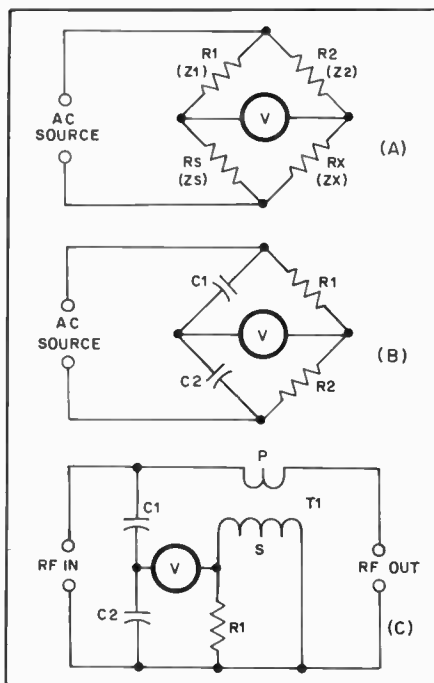 R1 R2
(Z1) (Z2)
AC
SOURCE
V
RS RX
(ZS) (ZX)
(A)
C1 R1
AC
SOURCE
V
(B)
C2 R2
P
C1 T1
RF IN V S RF OUT
C2 R1
(C)